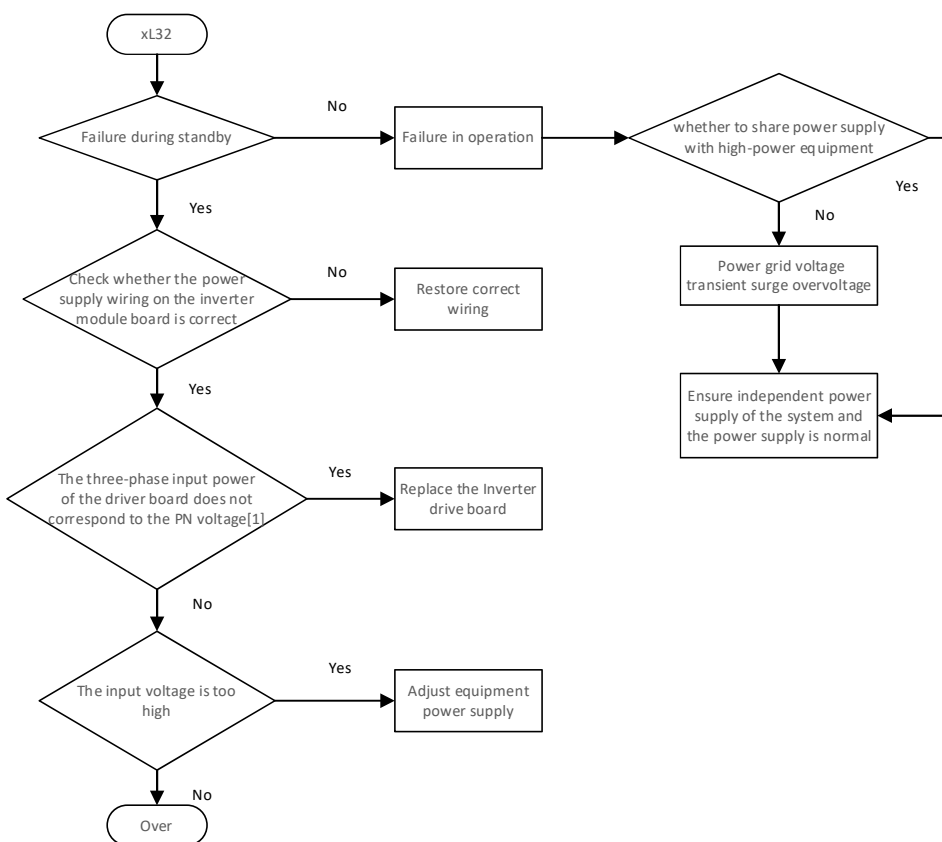 xL32
Failure during standby
No
Failure in operation
whether to share power supply
with high-power equipment
Yes
No
Power grid voltage
transient surge overvoltage
Ensure independent power
supply of the system and
the power supply is normal
Yes
Check whether the power
supply wiring on the inverter
module board is correct
No
Restore correct
wiring
Yes
The three-phase input power
of the driver board does not
correspond to the PN voltage[1]
Yes
Replace the Inverter
drive board
No
The input voltage is too
high
Yes
Adjust equipment
power supply
No
Over